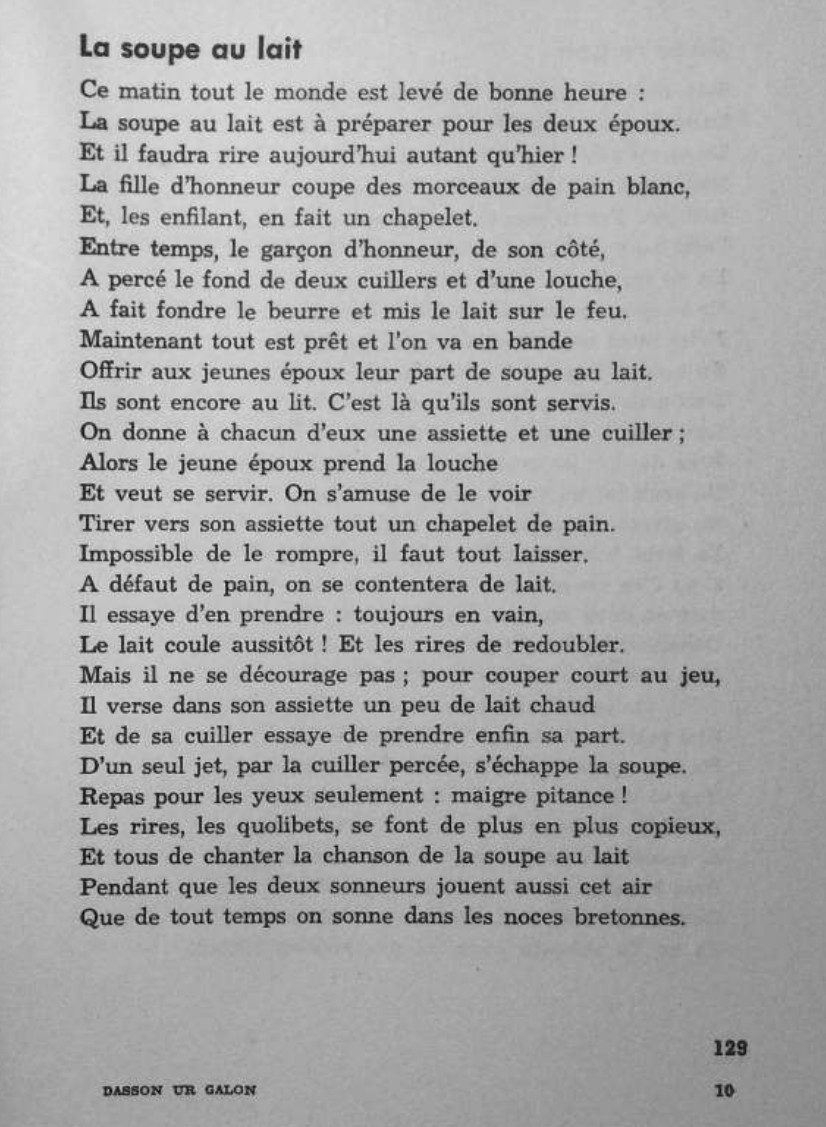 La soupe au lait
Ce matin tout le monde est levé de bonne heure :
La soupe au lait est à préparer pour les deux époux.
Et il faudra rire aujourd'hui autant qu'hier !
La fille d'honneur coupe des morceaux de pain blanc,
Et, les enfilant, en fait un chapelet.
Entre temps, le garçon d'honneur, de son côté,
A percé le fond de deux cuillers et d'une louche,
A fait fondre le beurre et mis le lait sur le feu.
Maintenant tout est prêt et l'on va en bande
Offrir aux jeunes époux leur part de soupe au lait.
Ils sont encore au lit. C'est là qu'ils sont servis.
On donne à chacun d'eux une assiette et une cuiller ;
Alors le jeune époux prend la louche
Et veut se servir. On s'amuse de le voir
Tirer vers son assiette tout un chapelet de pain.
Impossible de le rompre, il faut tout laisser.
A défaut de pain, on se contentera de lait.
Il essaye d'en prendre : toujours en vain,
Le lait coule aussitôt ! Et les rires de redoubler.
Mais il ne se décourage pas ; pour couper court au jeu,
Il verse dans son assiette un peu de lait chaud
Et de sa cuiller essaye de prendre enfin sa part.
D'un seul jet, par la cuiller percée, s'échappe la soupe.
Repas pour les yeux seulement : maigre pitance !
Les rires, les quolibets, se font de plus en plus copieux,
Et tous de chanter la chanson de la soupe au lait
Pendant que les deux sonneurs jouent aussi cet air
Que de tout temps on sonne dans les noces bretonnes.
129
DASSON UR GALON 10